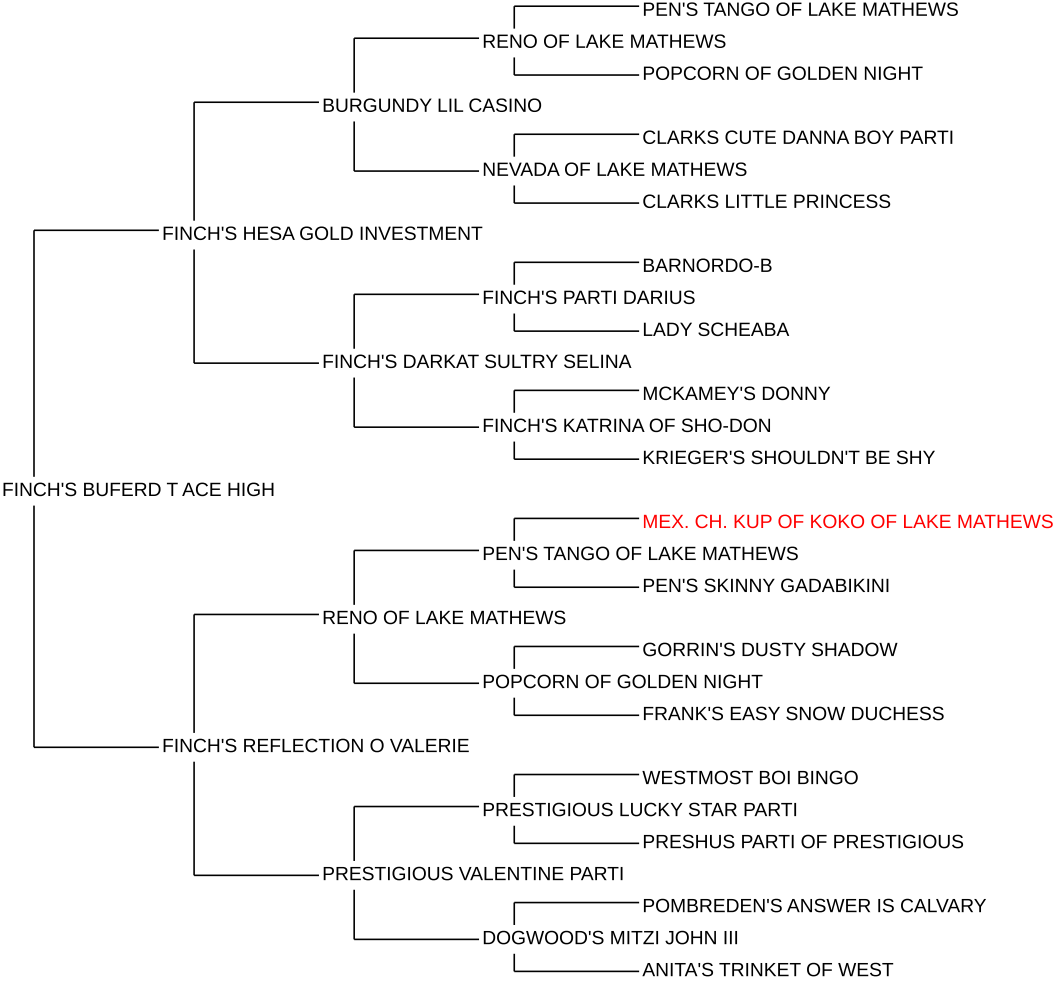 PEN'S TANGO OF LAKE MATHEWS
RENO OF LAKE MATHEWS
POPCORN OF GOLDEN NIGHT
BURGUNDY LIL CASINO
CLARKS CUTE DANNA BOY PARTI
NEVADA OF LAKE MATHEWS
CLARKS LITTLE PRINCESS
FINCH'S HESA GOLD INVESTMENT
BARNORDO-B
FINCH'S PARTI DARIUS
LADY SCHEABA
FINCH'S DARKAT SULTRY SELINA
MCKAMEY'S DONNY
FINCH'S KATRINA OF SHO-DON
KRIEGER'S SHOULDN'T BE SHY
FINCH'S BUFERD T ACE HIGH
MEX. CH. KUP OF KOKO OF LAKE MATHEWS
PEN'S TANGO OF LAKE MATHEWS
PEN'S SKINNY GADABIKINI
RENO OF LAKE MATHEWS
GORRIN'S DUSTY SHADOW
POPCORN OF GOLDEN NIGHT
FRANK'S EASY SNOW DUCHESS
FINCH'S REFLECTION O VALERIE
WESTMOST BOI BINGO
PRESTIGIOUS LUCKY STAR PARTI
PRESHUS PARTI OF PRESTIGIOUS
PRESTIGIOUS VALENTINE PARTI
POMBREDEN'S ANSWER IS CALVARY
DOGWOOD'S MITZI JOHN III
ANITA'S TRINKET OF WEST